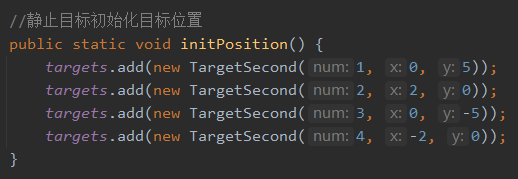 //静止目标初始化目标位置
public static void initPosition() {
targets.add(new TargetSecond( num: 1, x: 0, y: 5));
targets.add(new TargetSecond( num: 2, x: 2, y: 0));
targets.add(new TargetSecond( num: 3, x: 0, y: -5));
targets.add(new TargetSecond( num: 4, x: -2, y: 0));
}